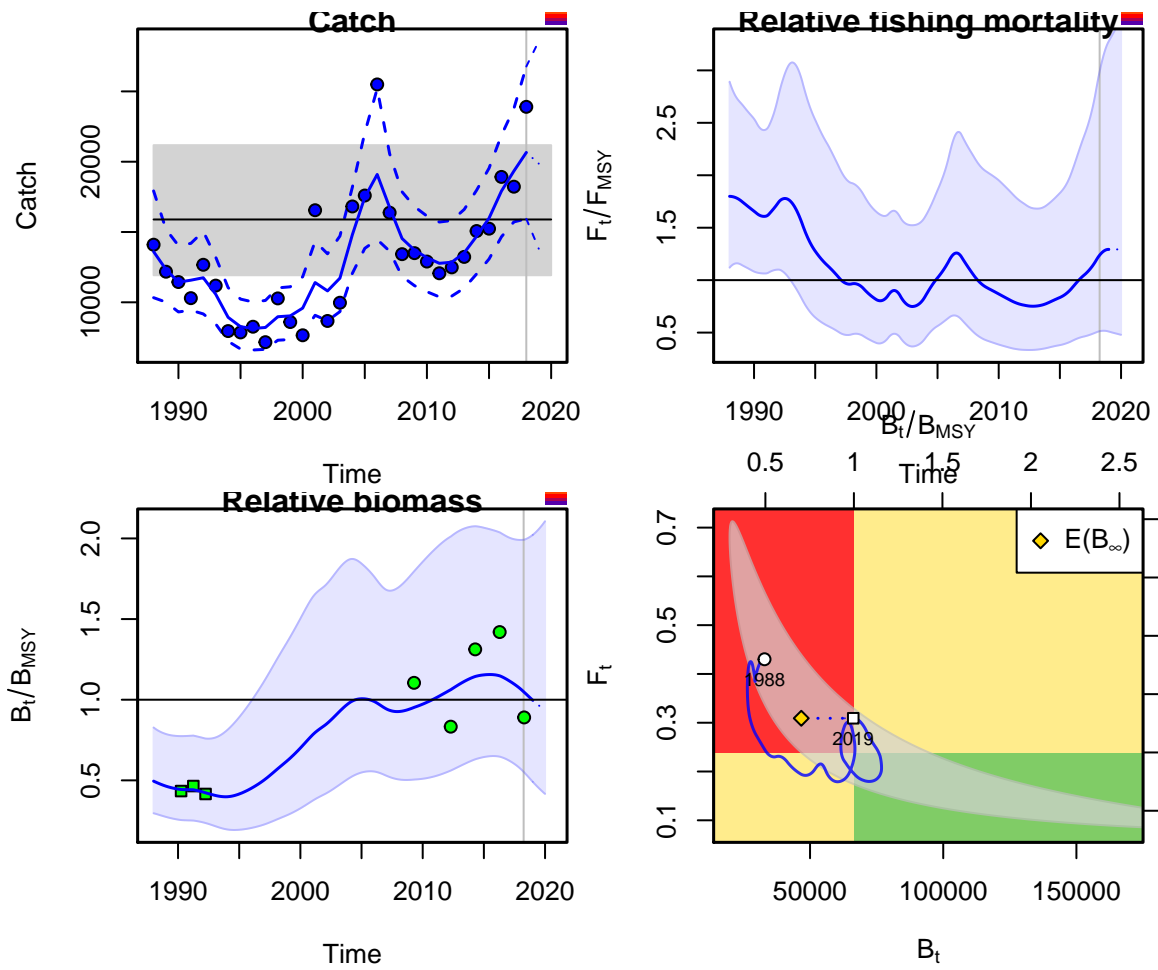 Catch
Catch
10000
20000
1990
2000
2010
2020
Time
Relative fishing mortality
Fₜ/F_MSY
0.5
1.5
2.5
1990
2000
2010
2020
Time
Relative biomass
Bₜ/B_MSY
0.5
1.0
1.5
2.0
1990
2000
2010
2020
Time
Bₜ/B_MSY
0.5
1
1.5
2
2.5
Fₜ
0.1
0.3
0.5
0.7
E(B∞)
1988
2019
50000
100000
150000
Bₜ